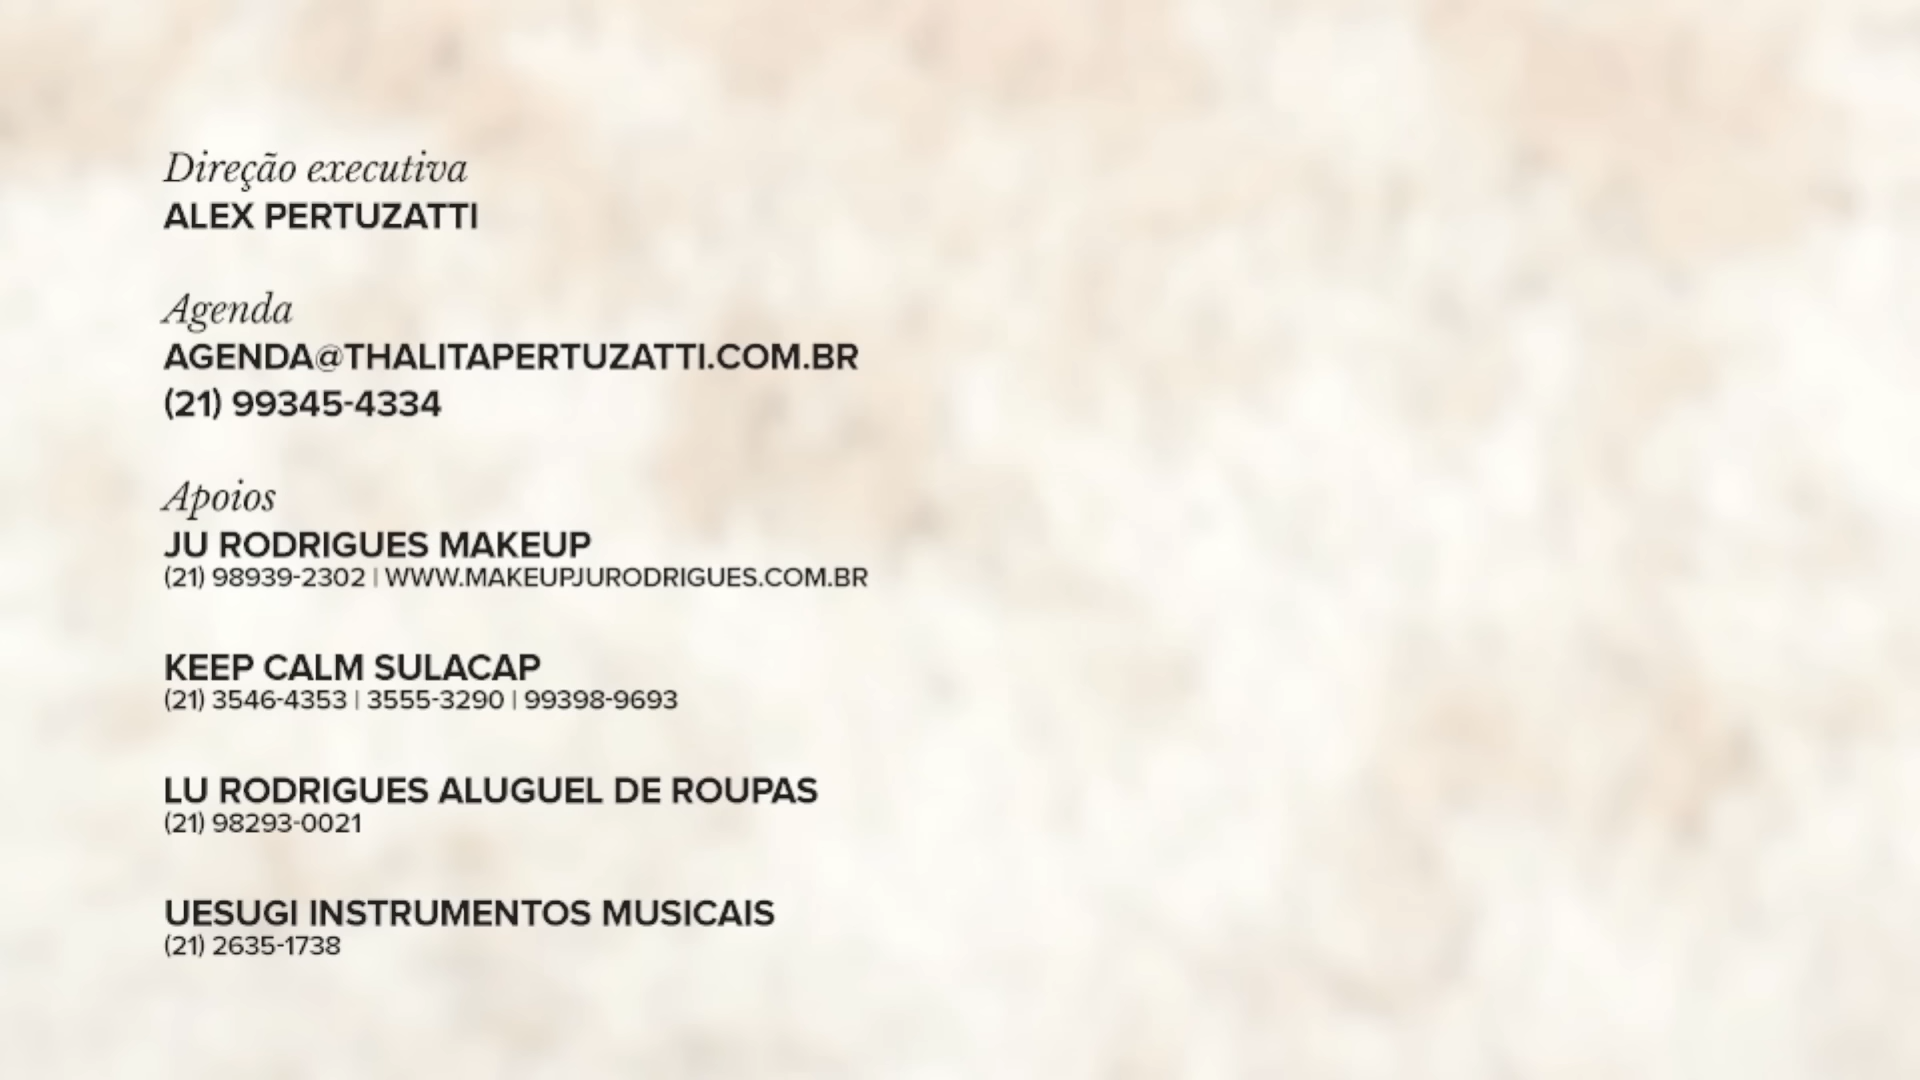 Direção executiva
ALEX PERTUZATTI
Agenda
AGENDA@THALITAPERTUZATTI.COM.BR
(21) 99345-4334
Apoios
JU RODRIGUES MAKEUP
(21) 98939-2302 | WWW.MAKEUPJURODRIGUES.COM.BR
KEEP CALM SULACAP
(21) 3546-4353 | 3555-3290 | 99398-9693
LU RODRIGUES ALUGUEL DE ROUPAS
(21) 98293-0021
UESUGI INSTRUMENTOS MUSICAIS
(21) 2635-1738